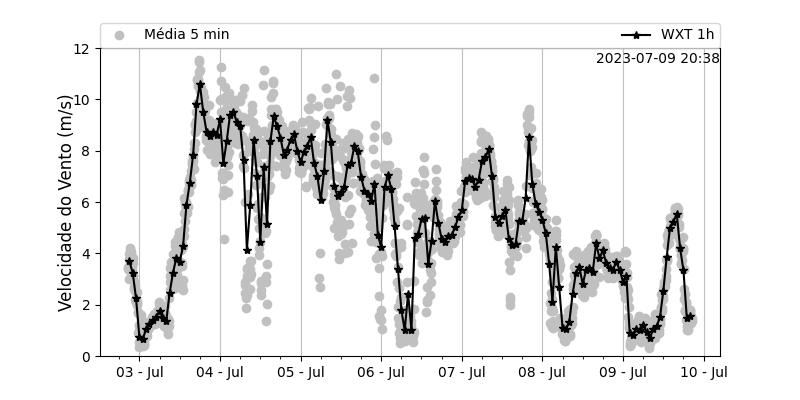 Média 5 min
WXT 1h
2023-07-09 20:38
Velocidade do Vento (m/s)
12
10
8
6
4
2
0
03 - Jul 04 - Jul 05 - Jul 06 - Jul 07 - Jul 08 - Jul 09 - Jul 10 - Jul